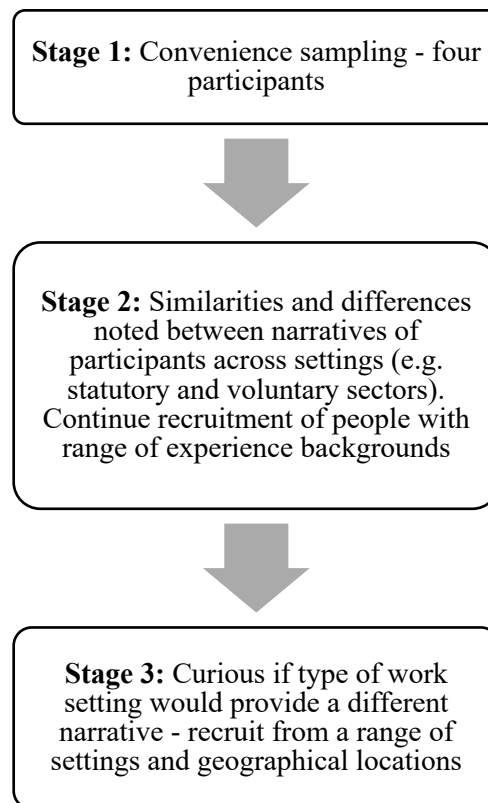 Stage 1: Convenience sampling - four
participants
Stage 2: Similarities and differences
noted between narratives of
participants across settings (e.g.
statutory and voluntary sectors).
Continue recruitment of people with
range of experience backgrounds
Stage 3: Curious if type of work
setting would provide a different
narrative - recruit from a range of
settings and geographical locations